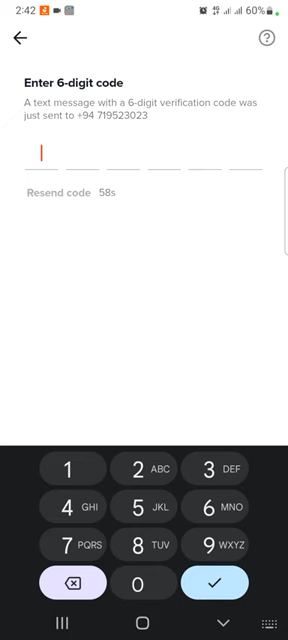 2:42 4G 60%
Enter 6-digit code
A text message with a 6-digit verification code was
just sent to +94 719523023
Resend code 58s
1 2 ABC 3 DEF
4 GHI 5 JKL 6 MNO
7 PQRS 8 TUV 9 WXYZ
0